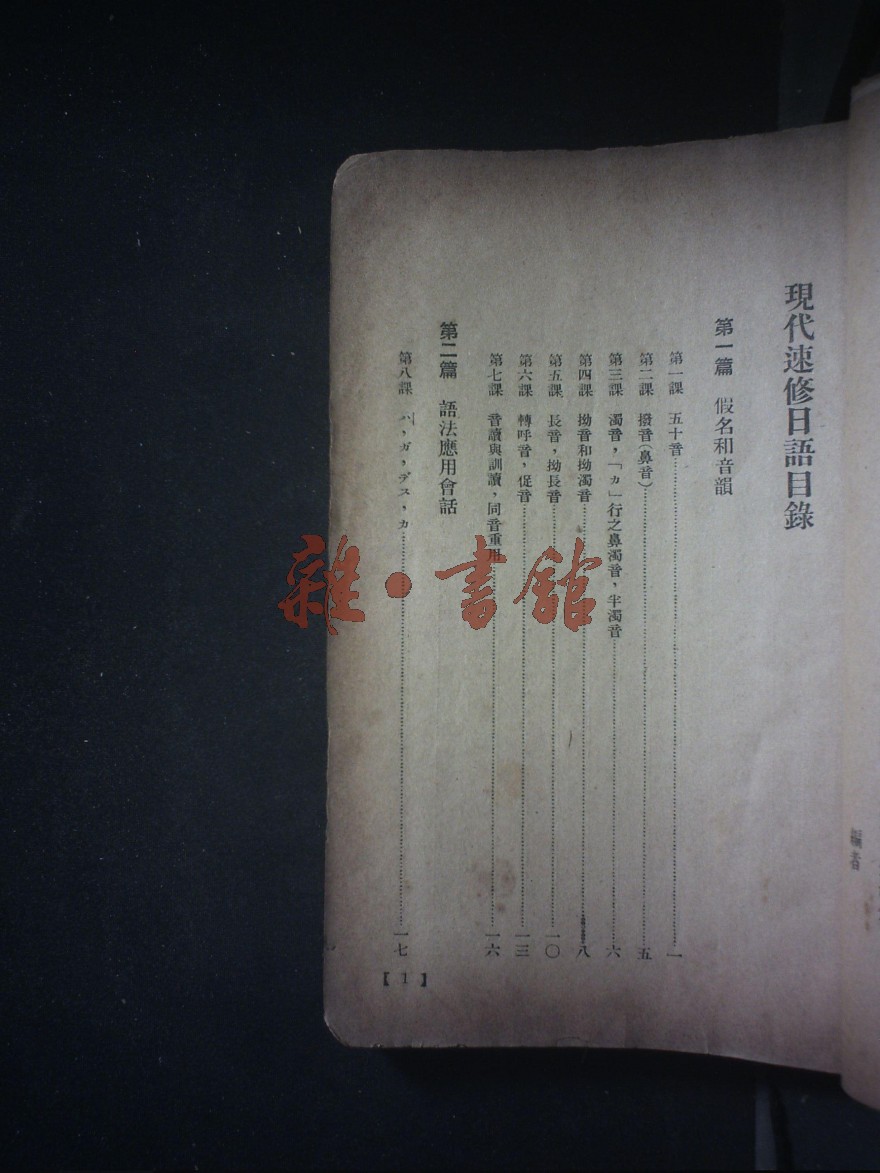 現代速修日語目錄
第一篇 假名和音韻
第一課 五十音 一
第二課 撥音(鼻音) 五
第三課 濁音，「カ」行之鼻濁音，半濁音 六
第四課 拗音和拗濁音 八
第五課 長音，拗長音 一〇
第六課 轉呼音，促音 一三
第七課 音讀與訓讀，同音重用 一六
第二篇 語法應用會話
第八課 ハ，ガ，デス，カ 一七
【1】
雜·書館